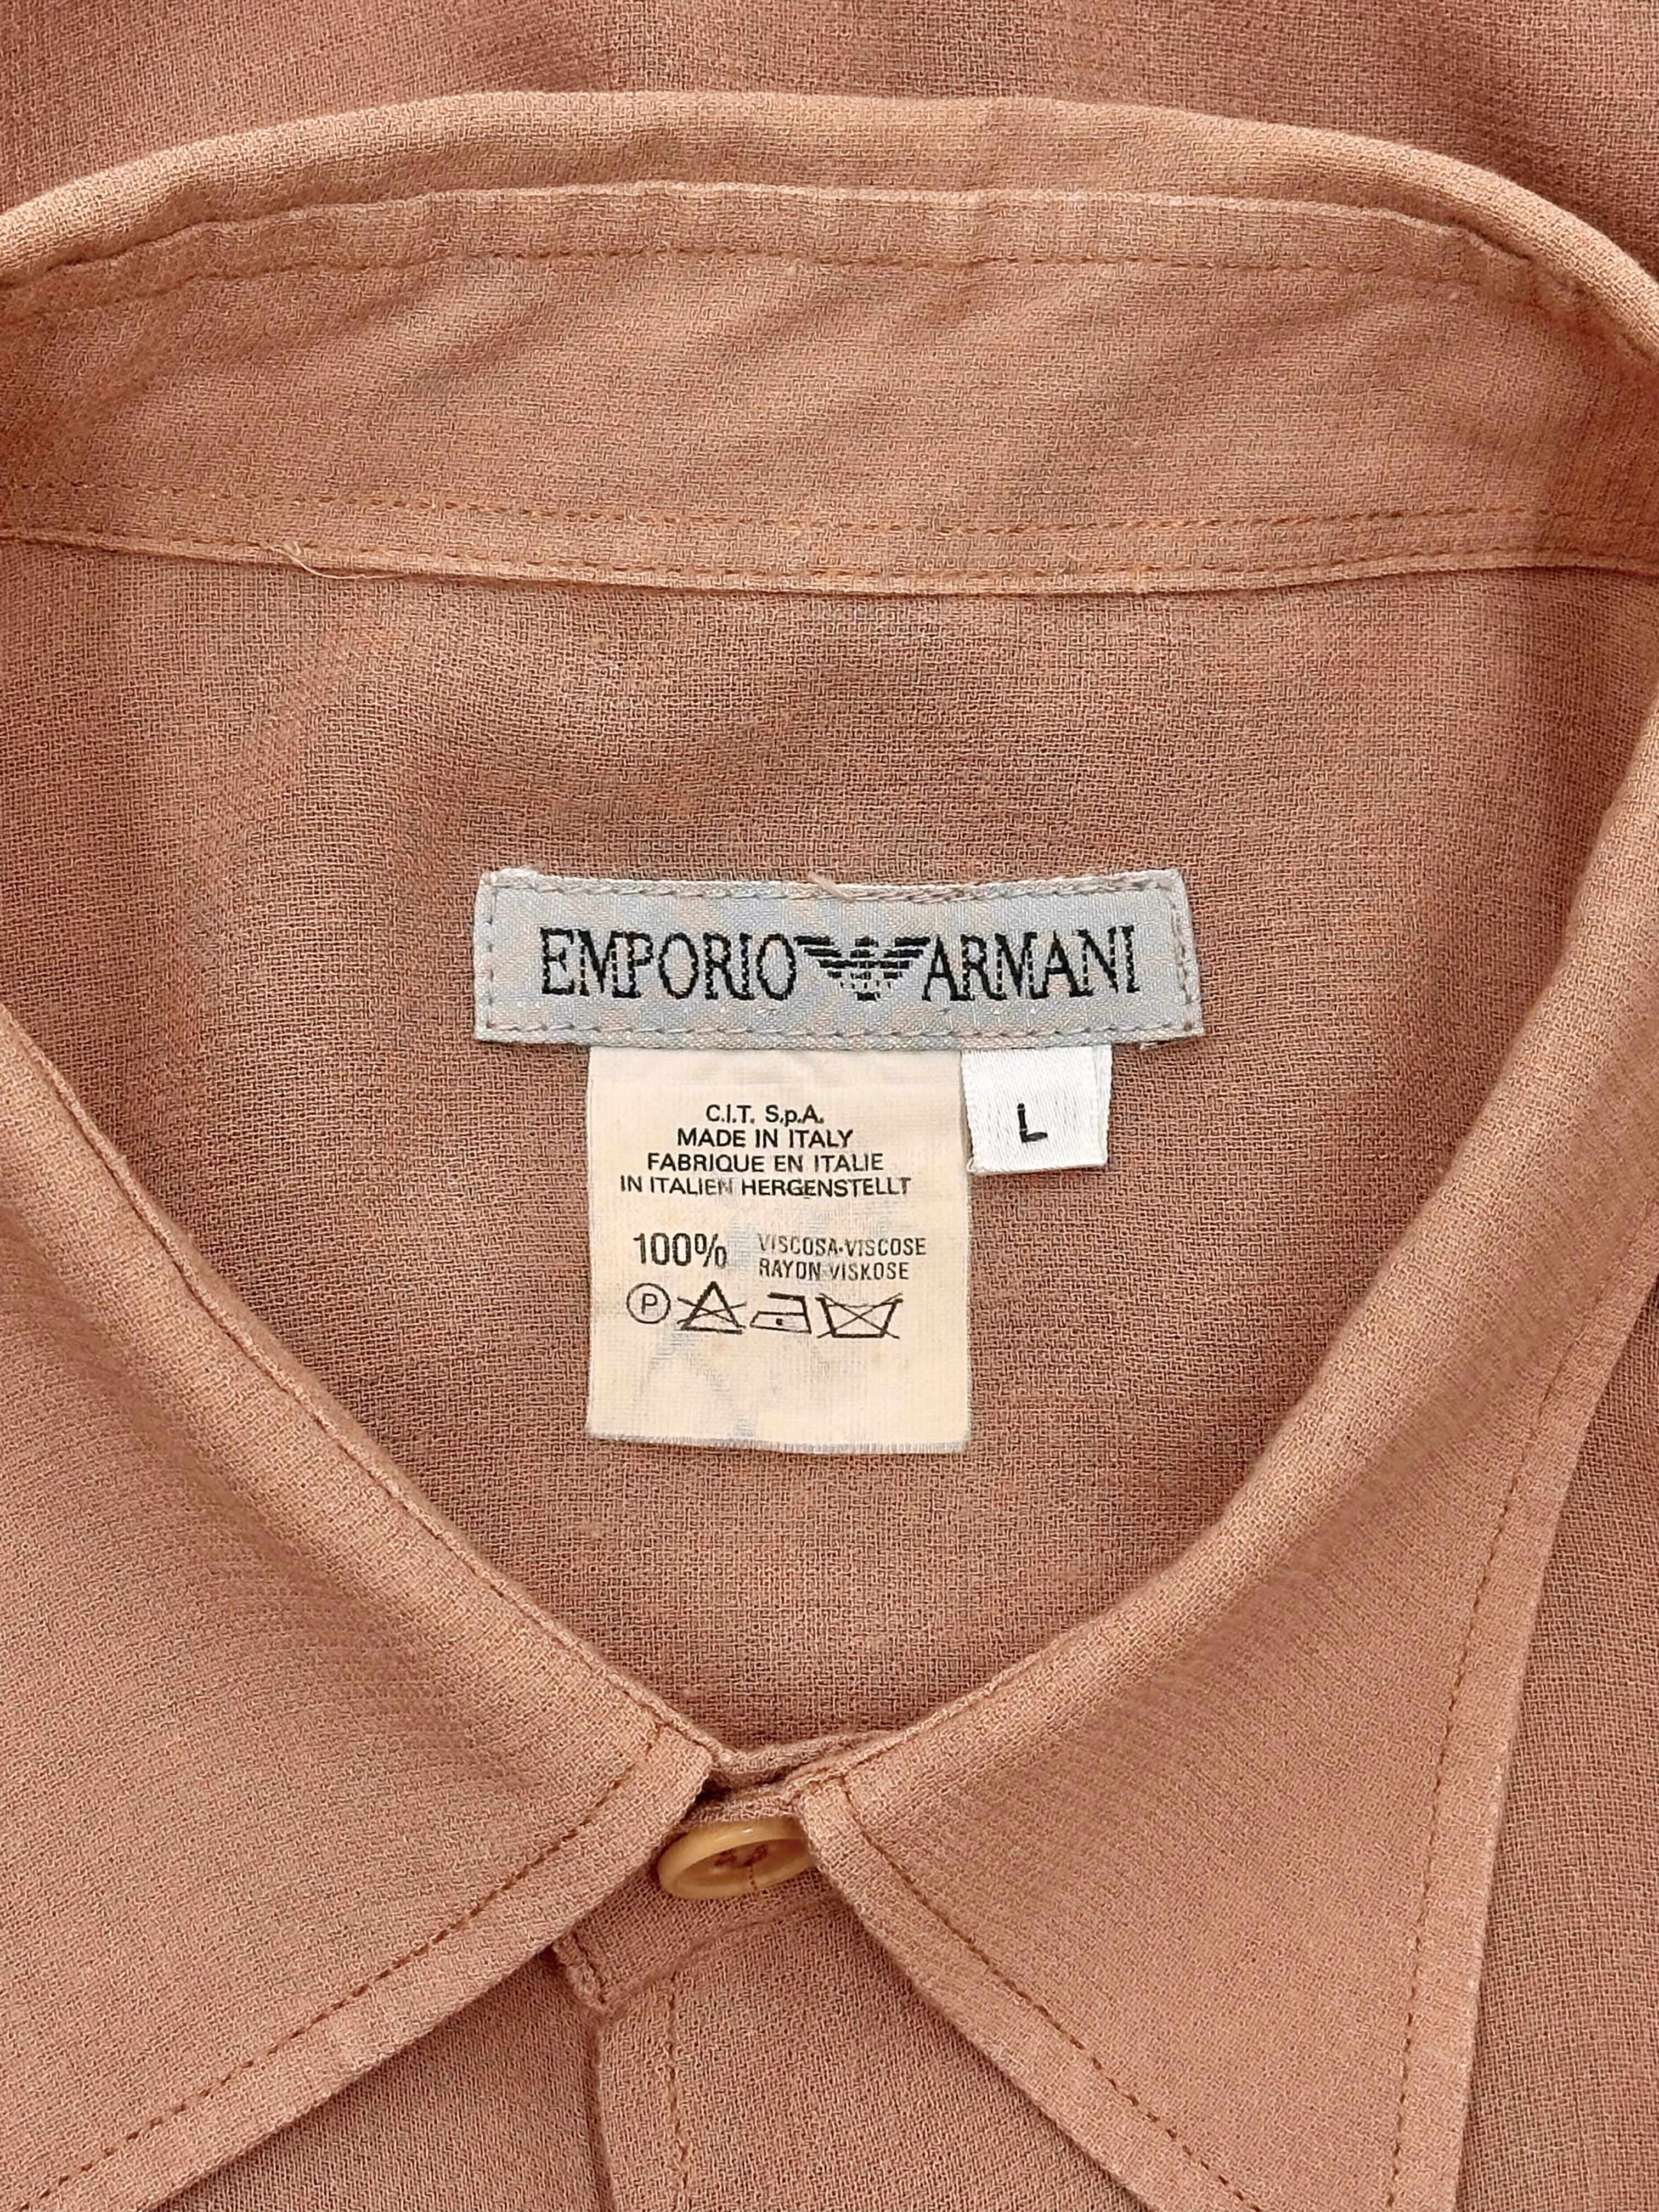 EMPORIO ARMANI
L
C.I.T. S.p.A.
MADE IN ITALY
FABRIQUE EN ITALIE
IN ITALIEN HERGENSTELLT
100% VISCOSA-VISCOSE
RAYON-VISKOSE
P